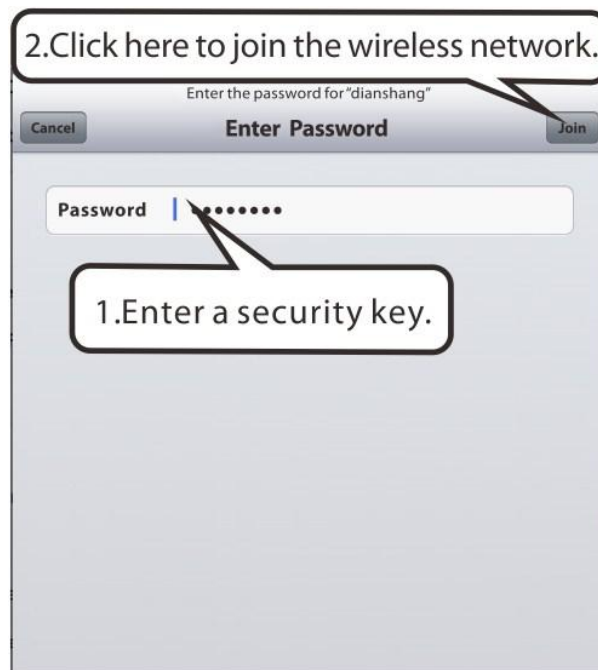 2.Click here to join the wireless network.
Enter the password for "dianshang"
Cancel
Enter Password
Join
Password
••••••••
1.Enter a security key.